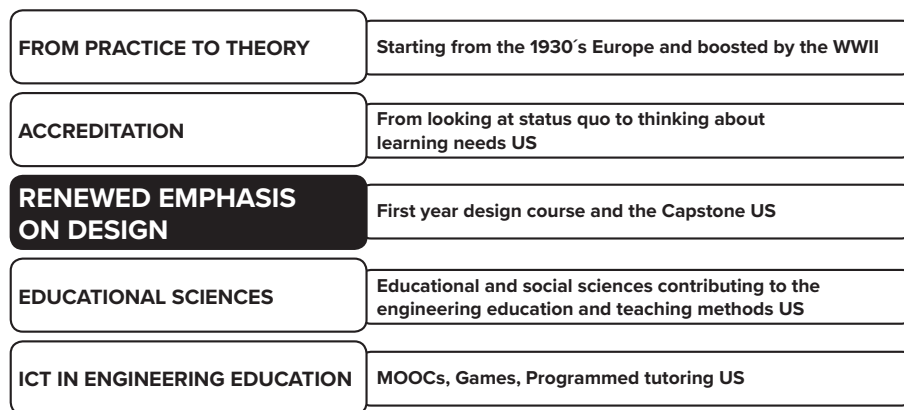 FROM PRACTICE TO THEORY
Starting from the 1930´s Europe and boosted by the WWII
ACCREDITATION
From looking at status quo to thinking about
learning needs US
RENEWED EMPHASIS
ON DESIGN
First year design course and the Capstone US
EDUCATIONAL SCIENCES
Educational and social sciences contributing to the
engineering education and teaching methods US
ICT IN ENGINEERING EDUCATION
MOOCs, Games, Programmed tutoring US